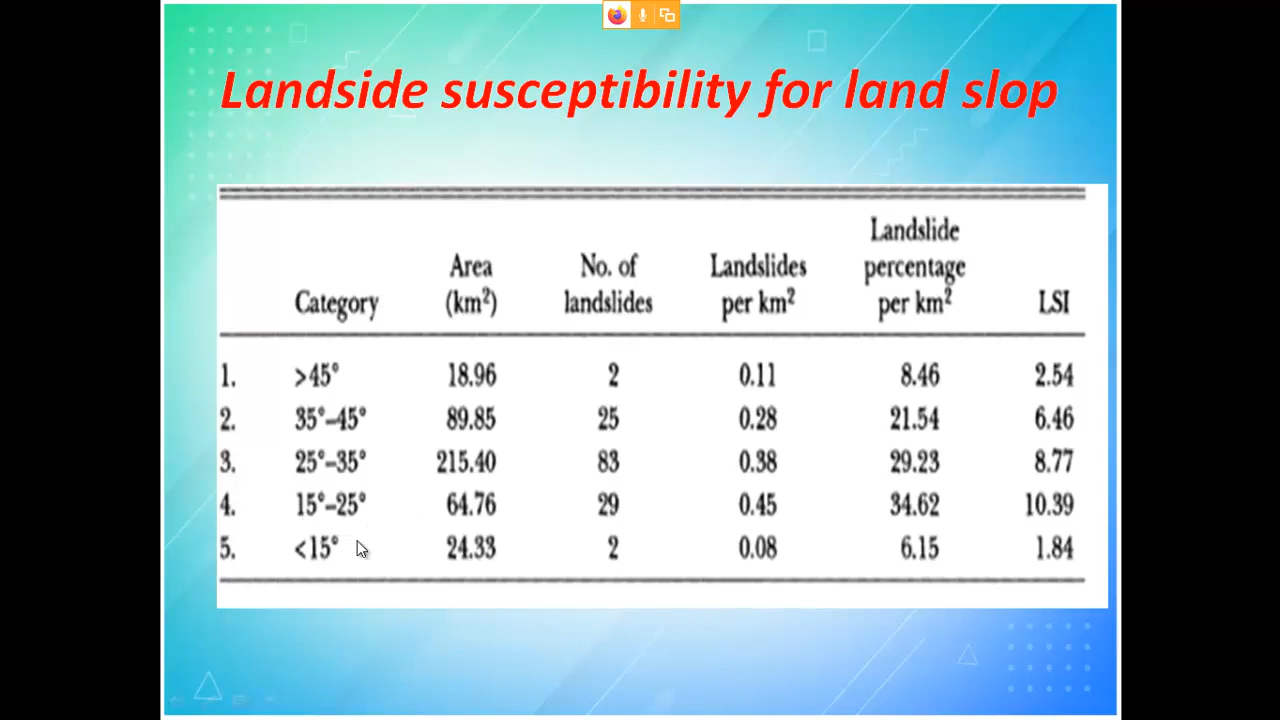 Landside susceptibility for land slop
Category Area (km²) No. of landslides Landslides per km² Landslide percentage per km² LSI
1. >45° 18.96 2 0.11 8.46 2.54
2. 35°–45° 89.85 25 0.28 21.54 6.46
3. 25°–35° 215.40 83 0.38 29.23 8.77
4. 15°–25° 64.76 29 0.45 34.62 10.39
5. <15° 24.33 2 0.08 6.15 1.84